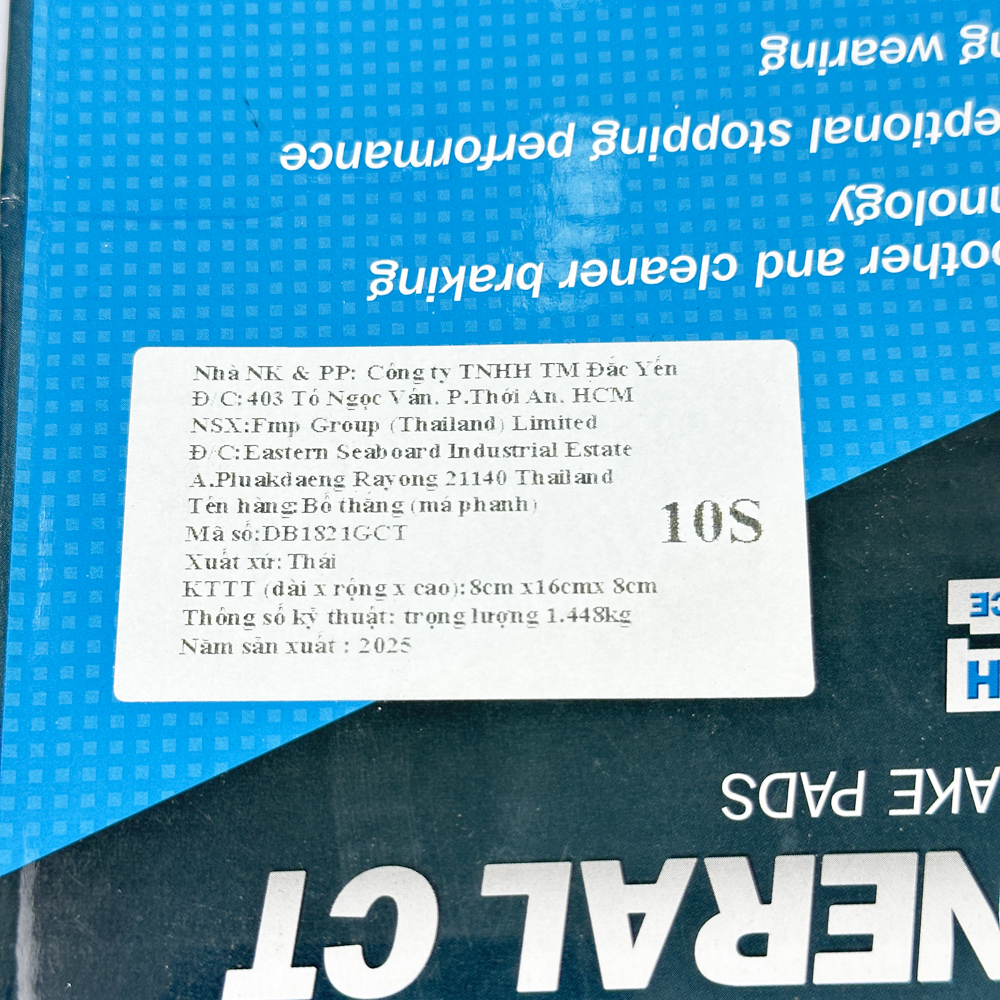 Nhà NK & PP: Công ty TNHH TM Đắc Yến
Đ/C: 403 Tô Ngọc Vân. P.Thới An. HCM
NSX:Fmp Group (Thailand) Limited
Đ/C:Eastern Seaboard Industrial Estate
A.Pluakdaeng Rayong 21140 Thailand
Tên hàng:Bố thắng (má phanh)
Mã số:DB1821GCT
10S
Xuất xứ: Thái
KTTT (dài x rộng x cao): 8cm x16cmx 8cm
Thông số kỹ thuật: trọng lượng 1.448kg
Năm sản xuất : 2025
NERAL CT
AKE PADS
H
CE
other and cleaner braking
nology
eptional stopping performance
ng wearing